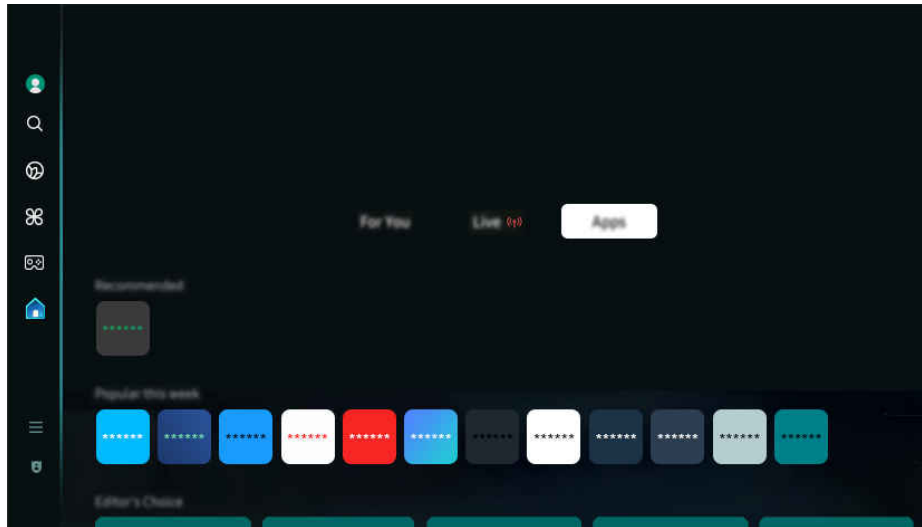 For You
Live
Apps
Recommended
******
Popular this week
****** ****** ****** ****** ****** ****** ****** ****** ****** ****** ****** ******
Editor's Choice